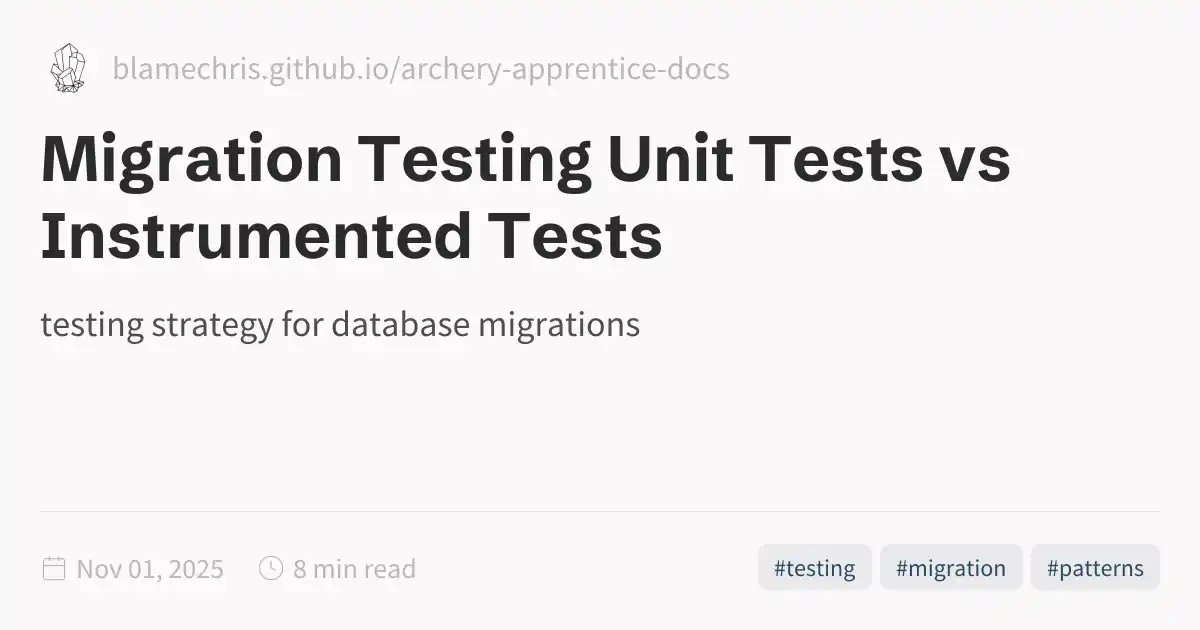 blamechris.github.io/archery-apprentice-docs
Migration Testing Unit Tests vs
Instrumented Tests
testing strategy for database migrations
Nov 01, 2025 8 min read #testing #migration #patterns